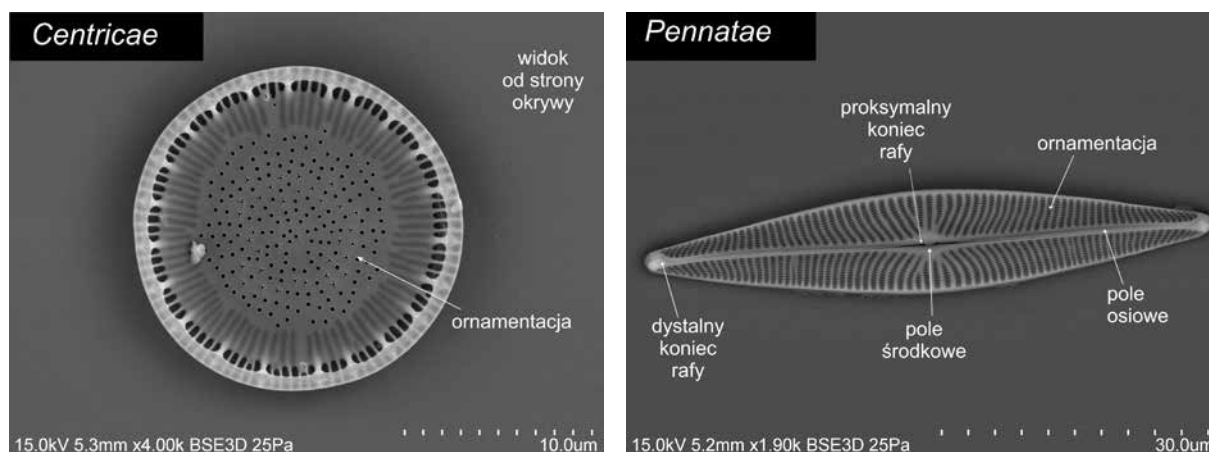 Centricae
widok
od strony
okrywy
ornamentacja
15.0kV 5.3mm x4.00k BSE3D 25Pa
10.0um
Pennatae
proksymalny
koniec
rafy
ornamentacja
dystalny
koniec
rafy
pole
środkowe
pole
osiowe
15.0kV 5.2mm x1.90k BSE3D 25Pa
30.0um